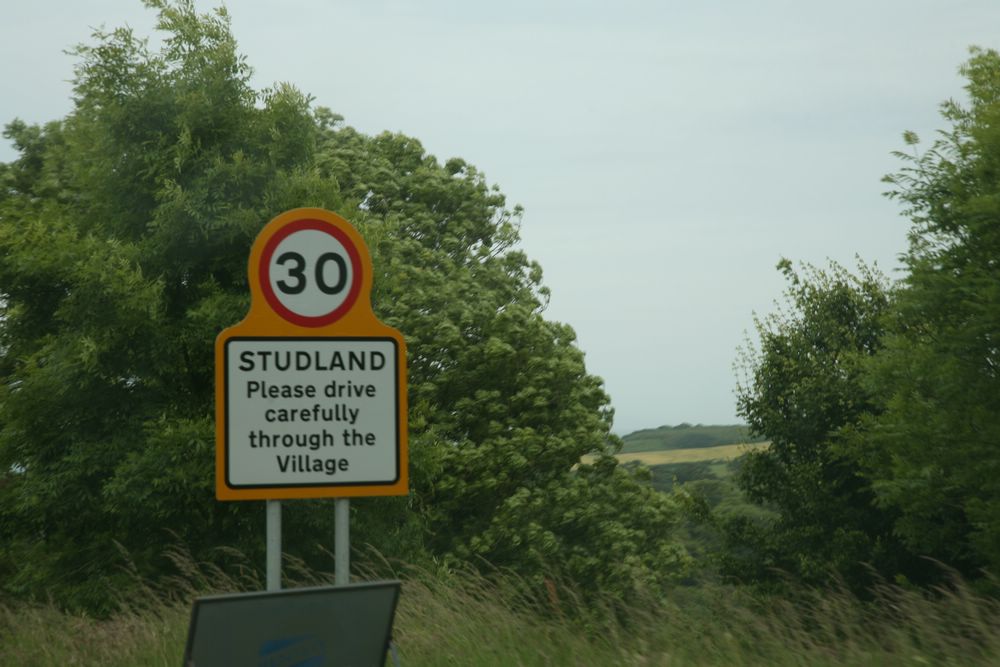 30
STUDLAND
Please drive
carefully
through the
Village